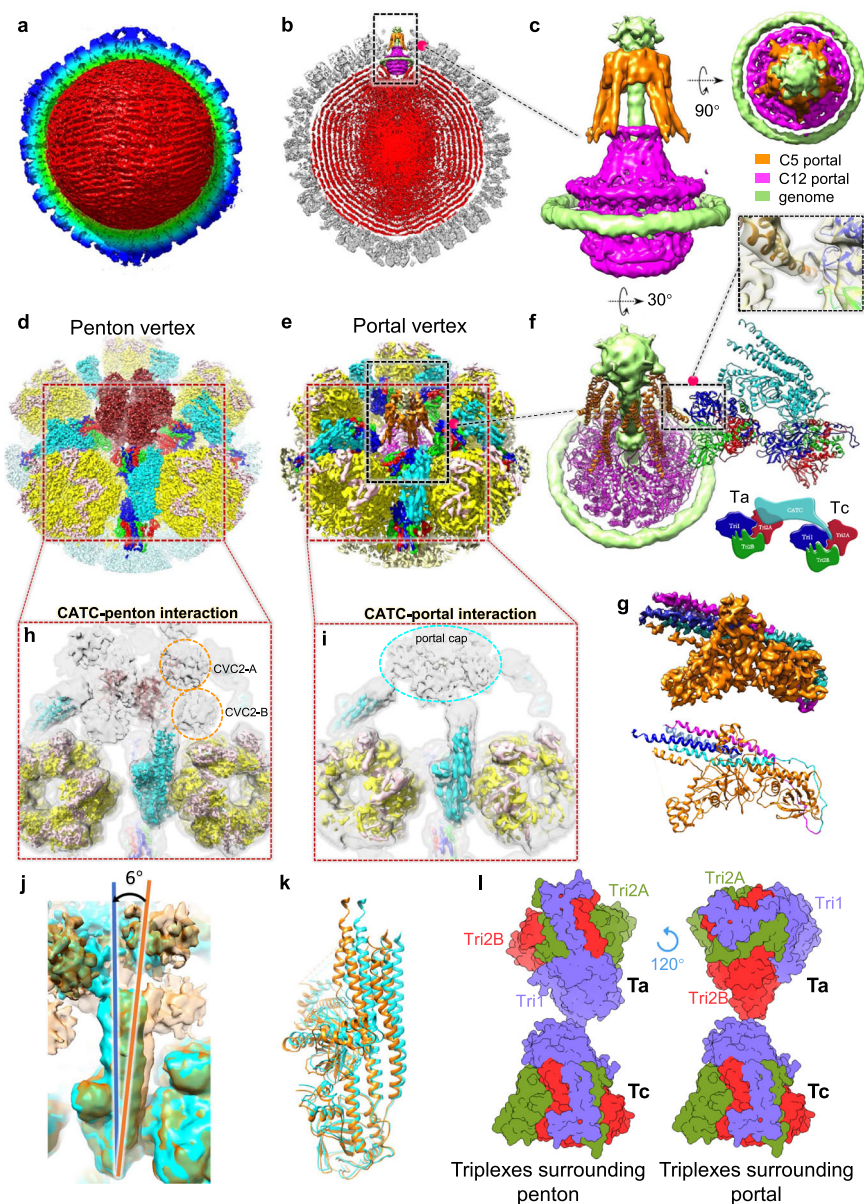 a
b
c
90°
C5 portal
C12 portal
genome
30°
d
Penton vertex
e
Portal vertex
f
Ta
Tc
CATC
Tri1
Tri2A
Tri2B
Tri1
Tri2A
Tri2B
g
CATC-penton interaction
h
CVC2-A
CVC2-B
CATC-portal interaction
i
portal cap
j
6°
k
l
Tri2A
Tri2B
Tri1
Ta
Tc
120°
Tri2A
Tri1
Tri2B
Ta
Tc
Triplexes surrounding
penton
Triplexes surrounding
portal